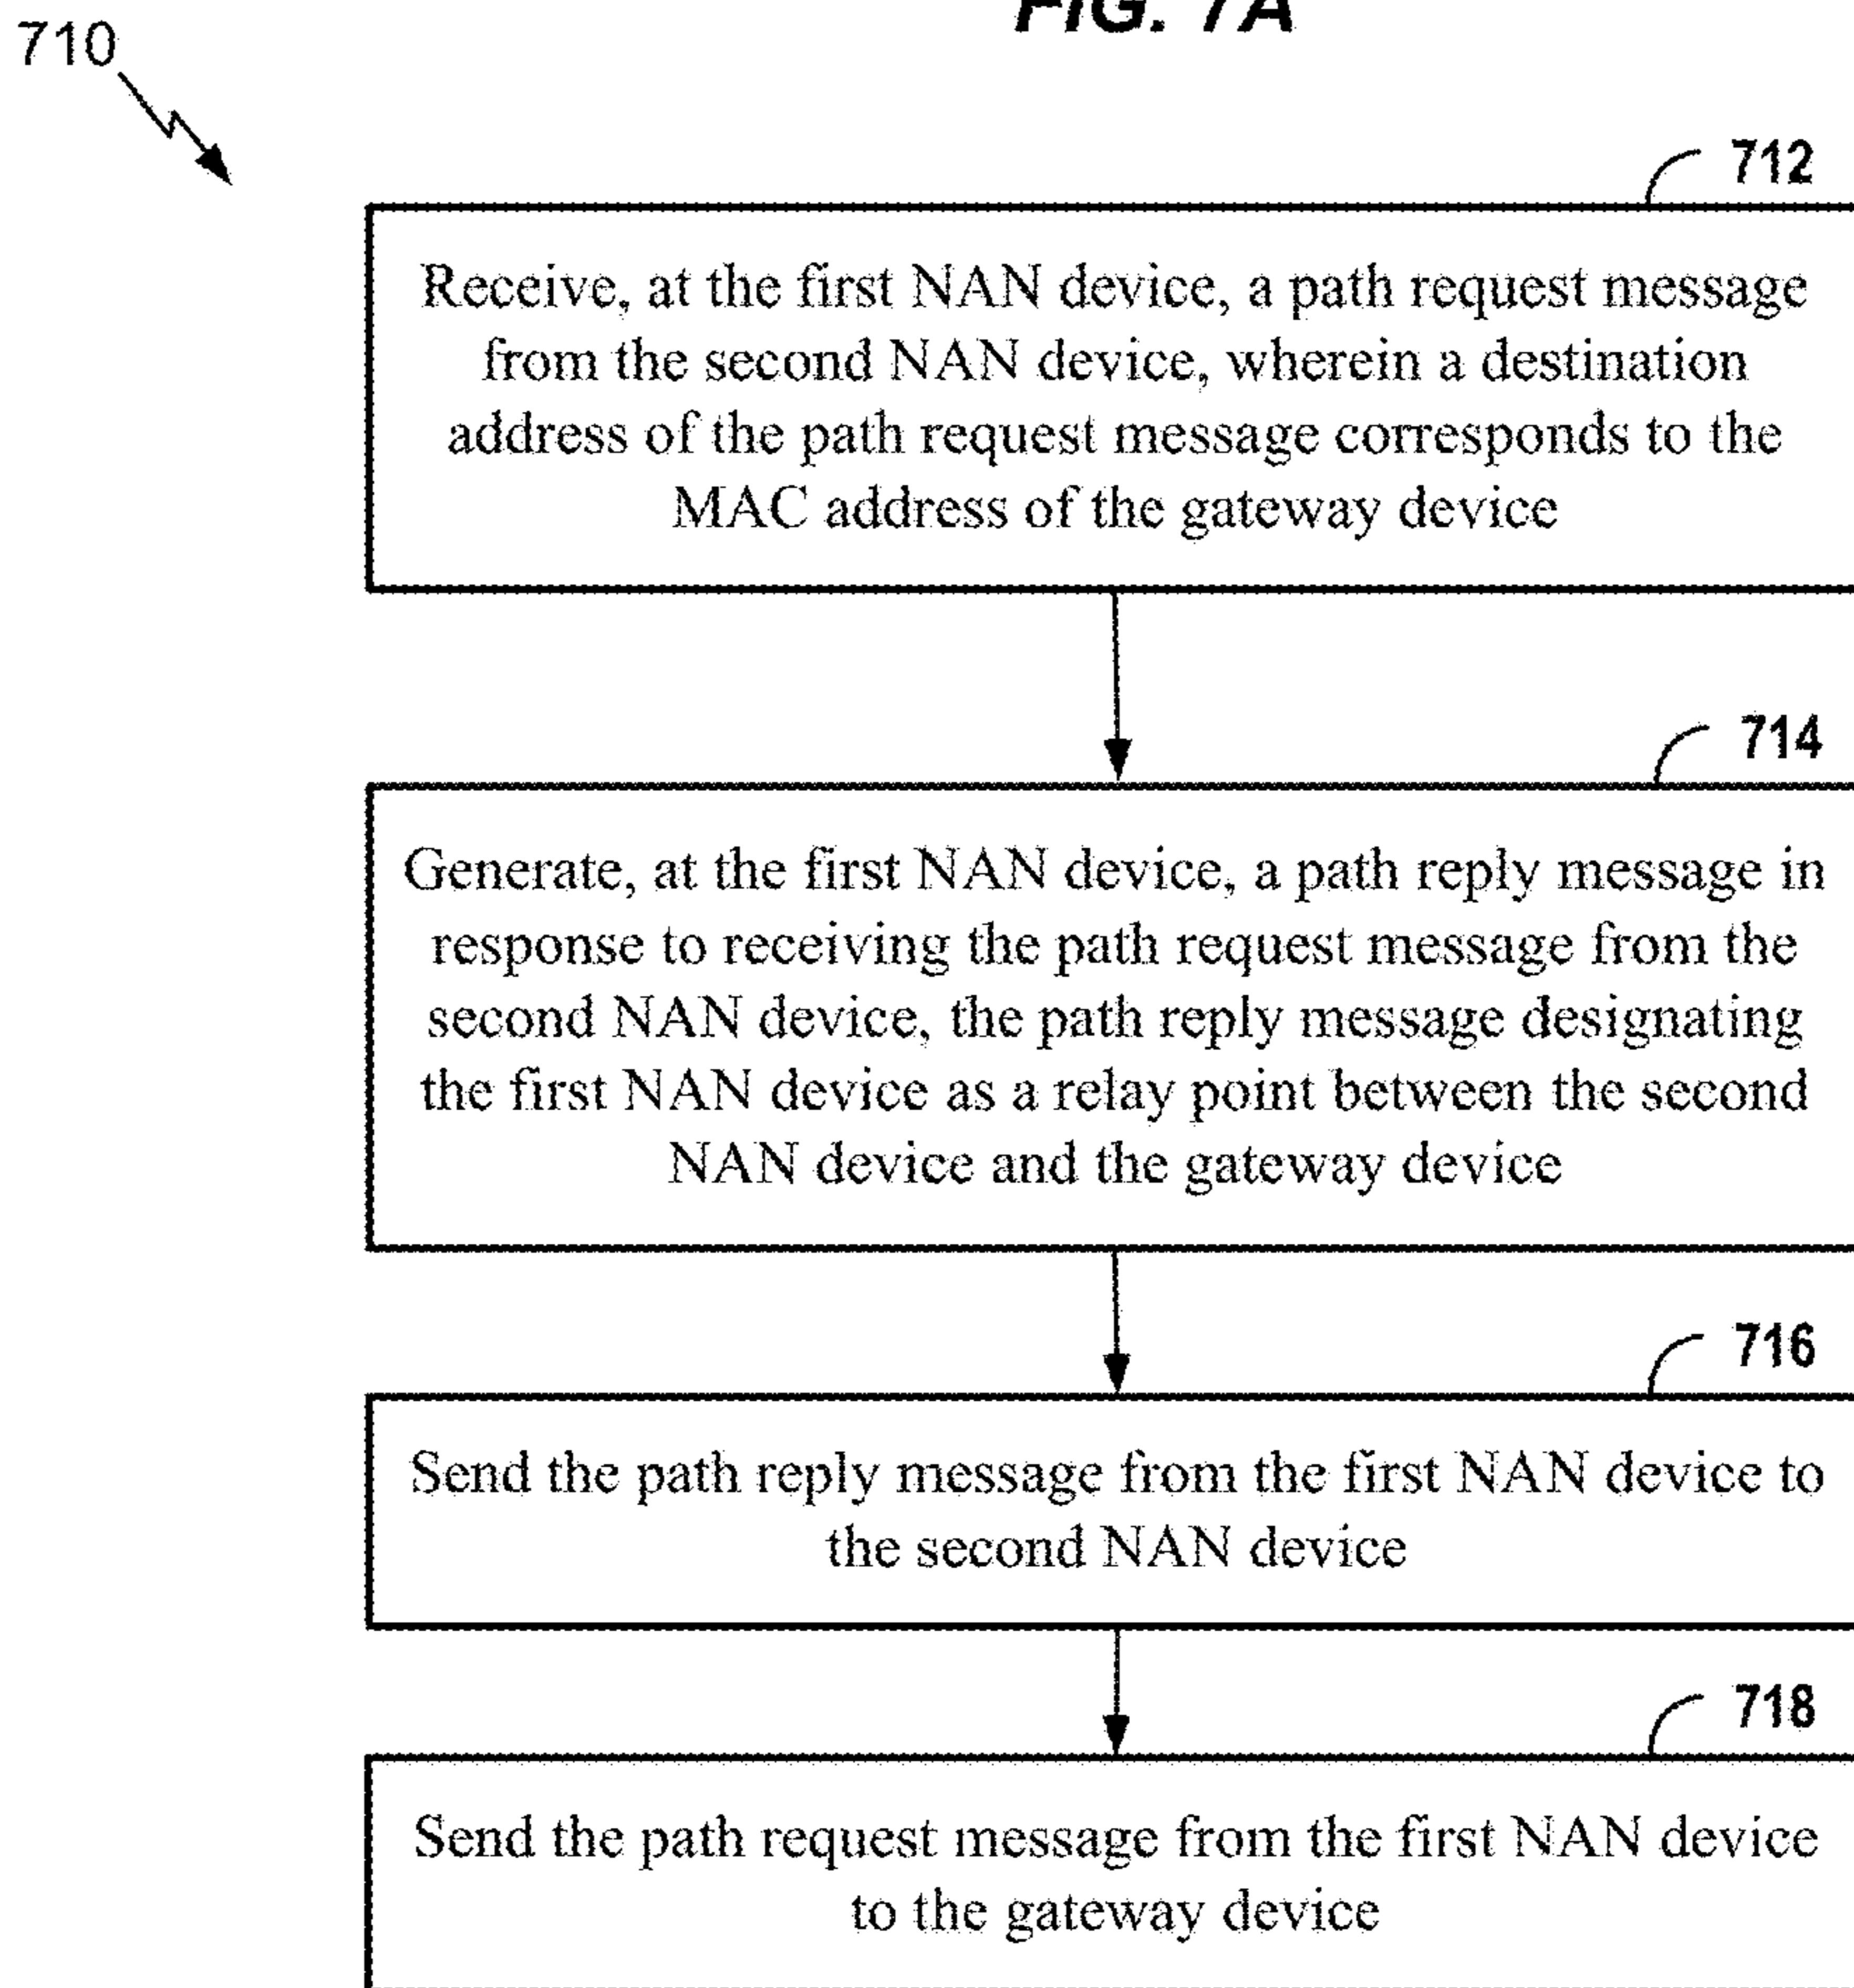 FIG. 7A
710
712
Receive, at the first NAN device, a path request message
from the second NAN device, wherein a destination
address of the path request message corresponds to the
MAC address of the gateway device
714
Generate, at the first NAN device, a path reply message in
response to receiving the path request message from the
second NAN device, the path reply message designating
the first NAN device as a relay point between the second
NAN device and the gateway device
716
Send the path reply message from the first NAN device to
the second NAN device
718
Send the path request message from the first NAN device
to the gateway device